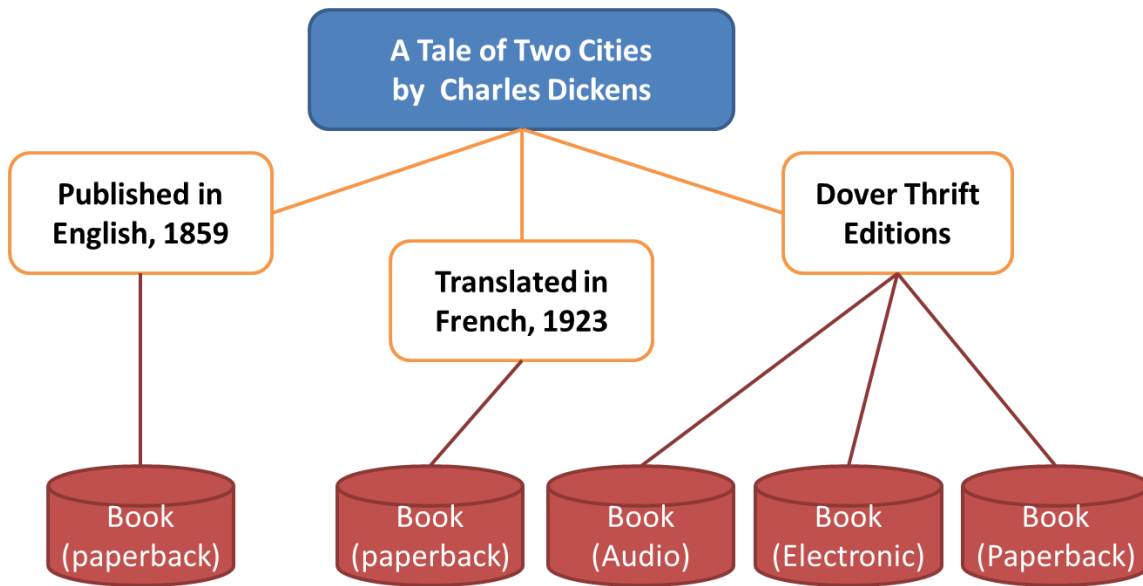 A Tale of Two Cities
by Charles Dickens
Published in
English, 1859
Dover Thrift
Editions
Translated in
French, 1923
Book
(paperback)
Book
(paperback)
Book
(Audio)
Book
(Electronic)
Book
(Paperback)